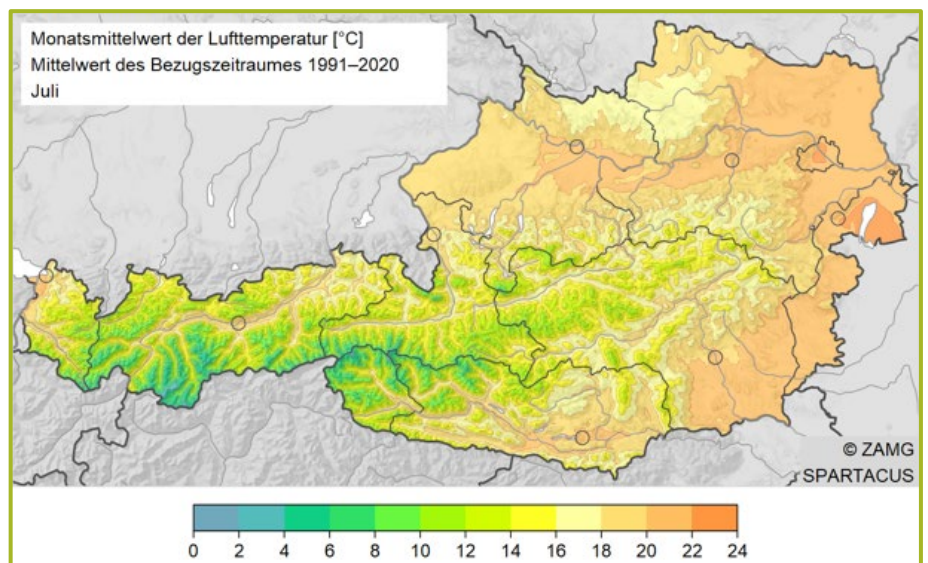 Monatsmittelwert der Lufttemperatur [°C]
Mittelwert des Bezugszeitraumes 1991–2020
Juli
© ZAMG
SPARTACUS
0 2 4 6 8 10 12 14 16 18 20 22 24